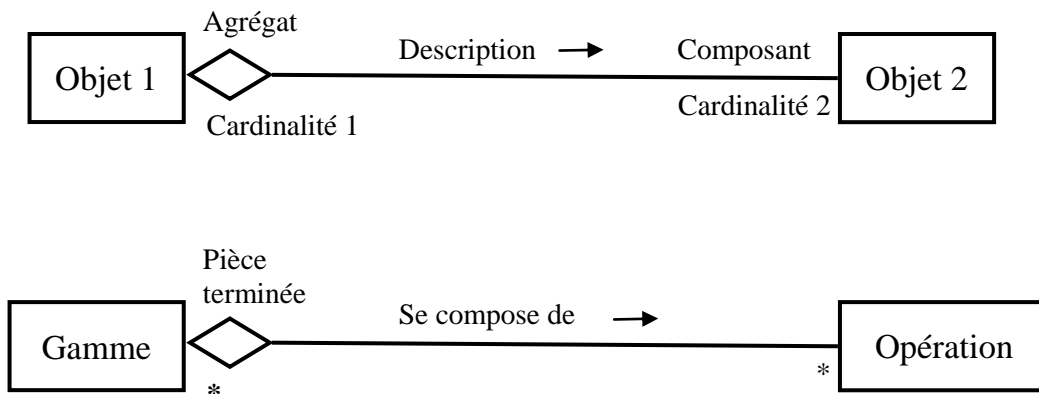 Agrégat
Objet 1
Description
Composant
Objet 2
Cardinalité 1
Cardinalité 2
Pièce
terminée
Gamme
Se compose de
Opération
*
*